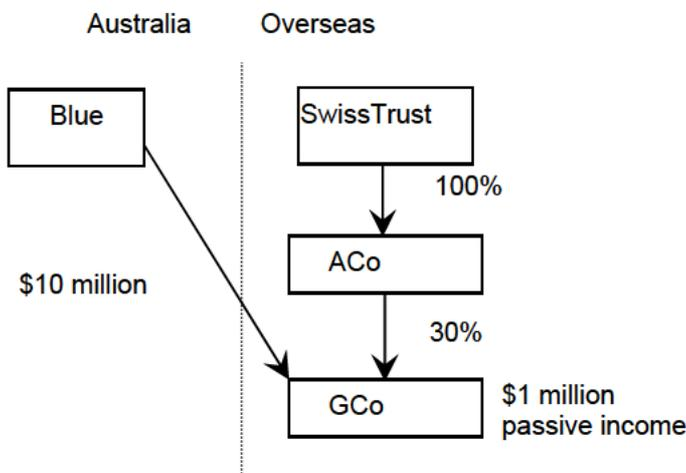 Australia
Overseas
Blue
SwissTrust
100%
ACo
$10 million
30%
GCo
$1 million
passive income